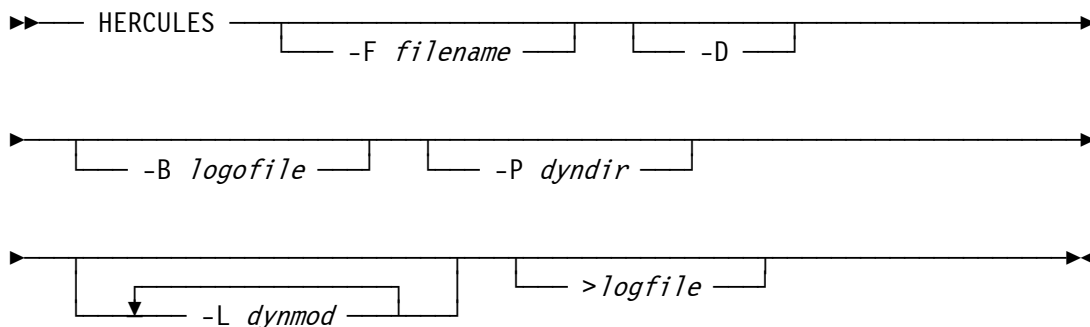 HERCULES
–F filename
–D
–B logofile
–P dyndir
–L dynmod
>logfile